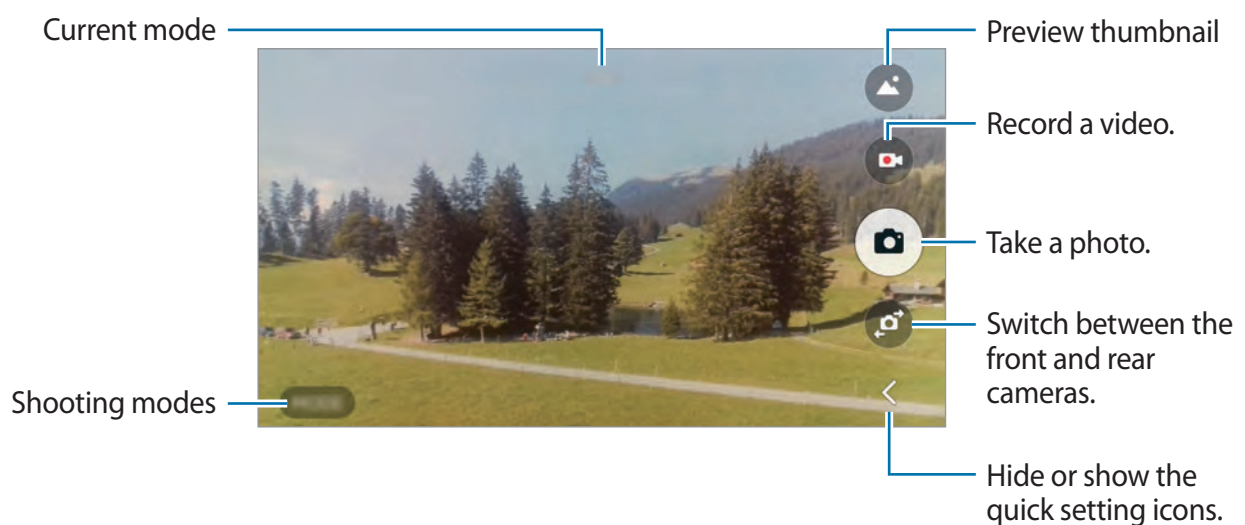 Current mode
Preview thumbnail
Record a video.
Take a photo.
Switch between the
front and rear
cameras.
Shooting modes
Hide or show the
quick setting icons.